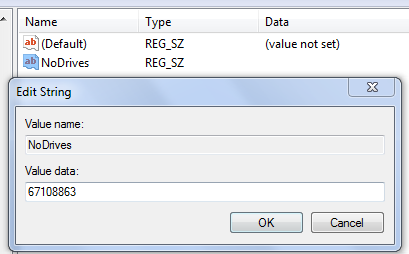 Name Type Data
ab (Default) REG_SZ (value not set)
ab NoDrives REG_SZ
Edit String
Value name:
NoDrives
Value data:
67108863
OK Cancel